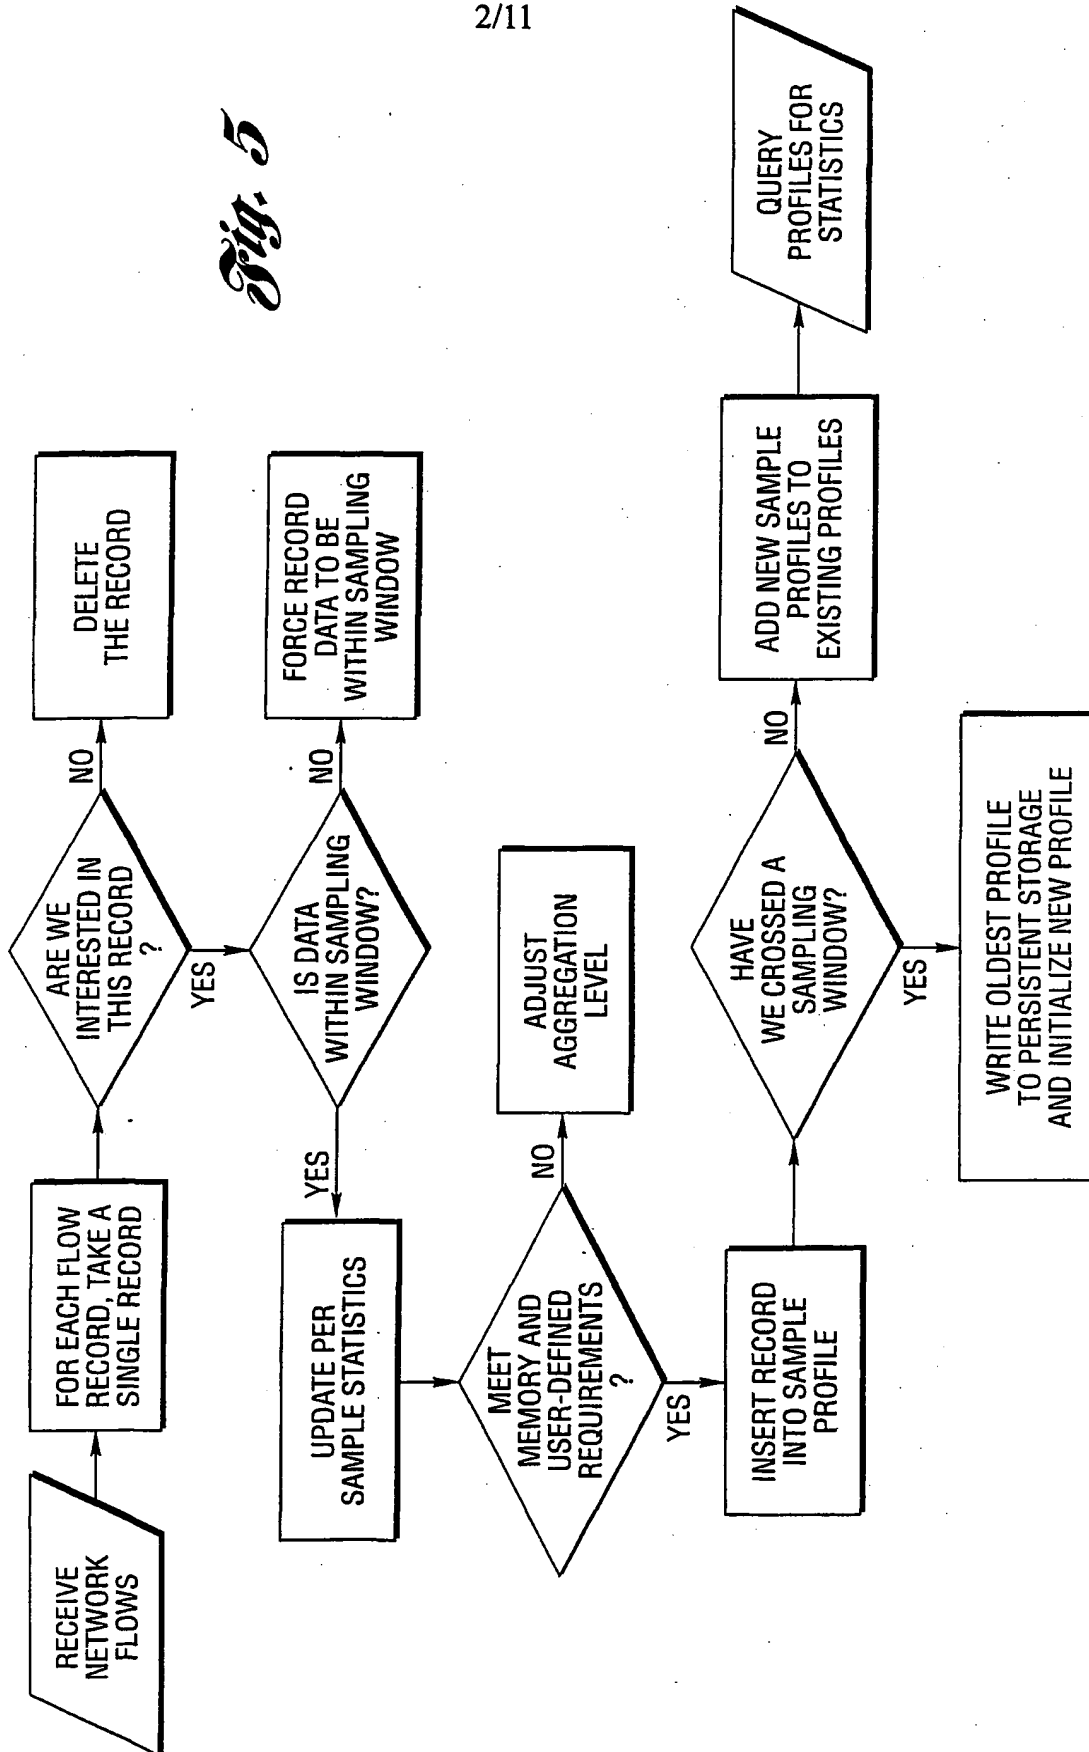 2/11
Fig. 5
RECEIVE
NETWORK
FLOWS
FOR EACH FLOW
RECORD, TAKE A
SINGLE RECORD
ARE WE
INTERESTED IN
THIS RECORD
?
NO
DELETE
THE RECORD
YES
IS DATA
WITHIN SAMPLING
WINDOW?
NO
FORCE RECORD
DATA TO BE
WITHIN SAMPLING
WINDOW
YES
UPDATE PER
SAMPLE STATISTICS
MEET
MEMORY AND
USER-DEFINED
REQUIREMENTS
?
NO
ADJUST
AGGREGATION
LEVEL
YES
INSERT RECORD
INTO SAMPLE
PROFILE
HAVE
WE CROSSED A
SAMPLING
WINDOW?
NO
ADD NEW SAMPLE
PROFILES TO
EXISTING PROFILES
QUERY
PROFILES FOR
STATISTICS
YES
WRITE OLDEST PROFILE
TO PERSISTENT STORAGE
AND INITIALIZE NEW PROFILE